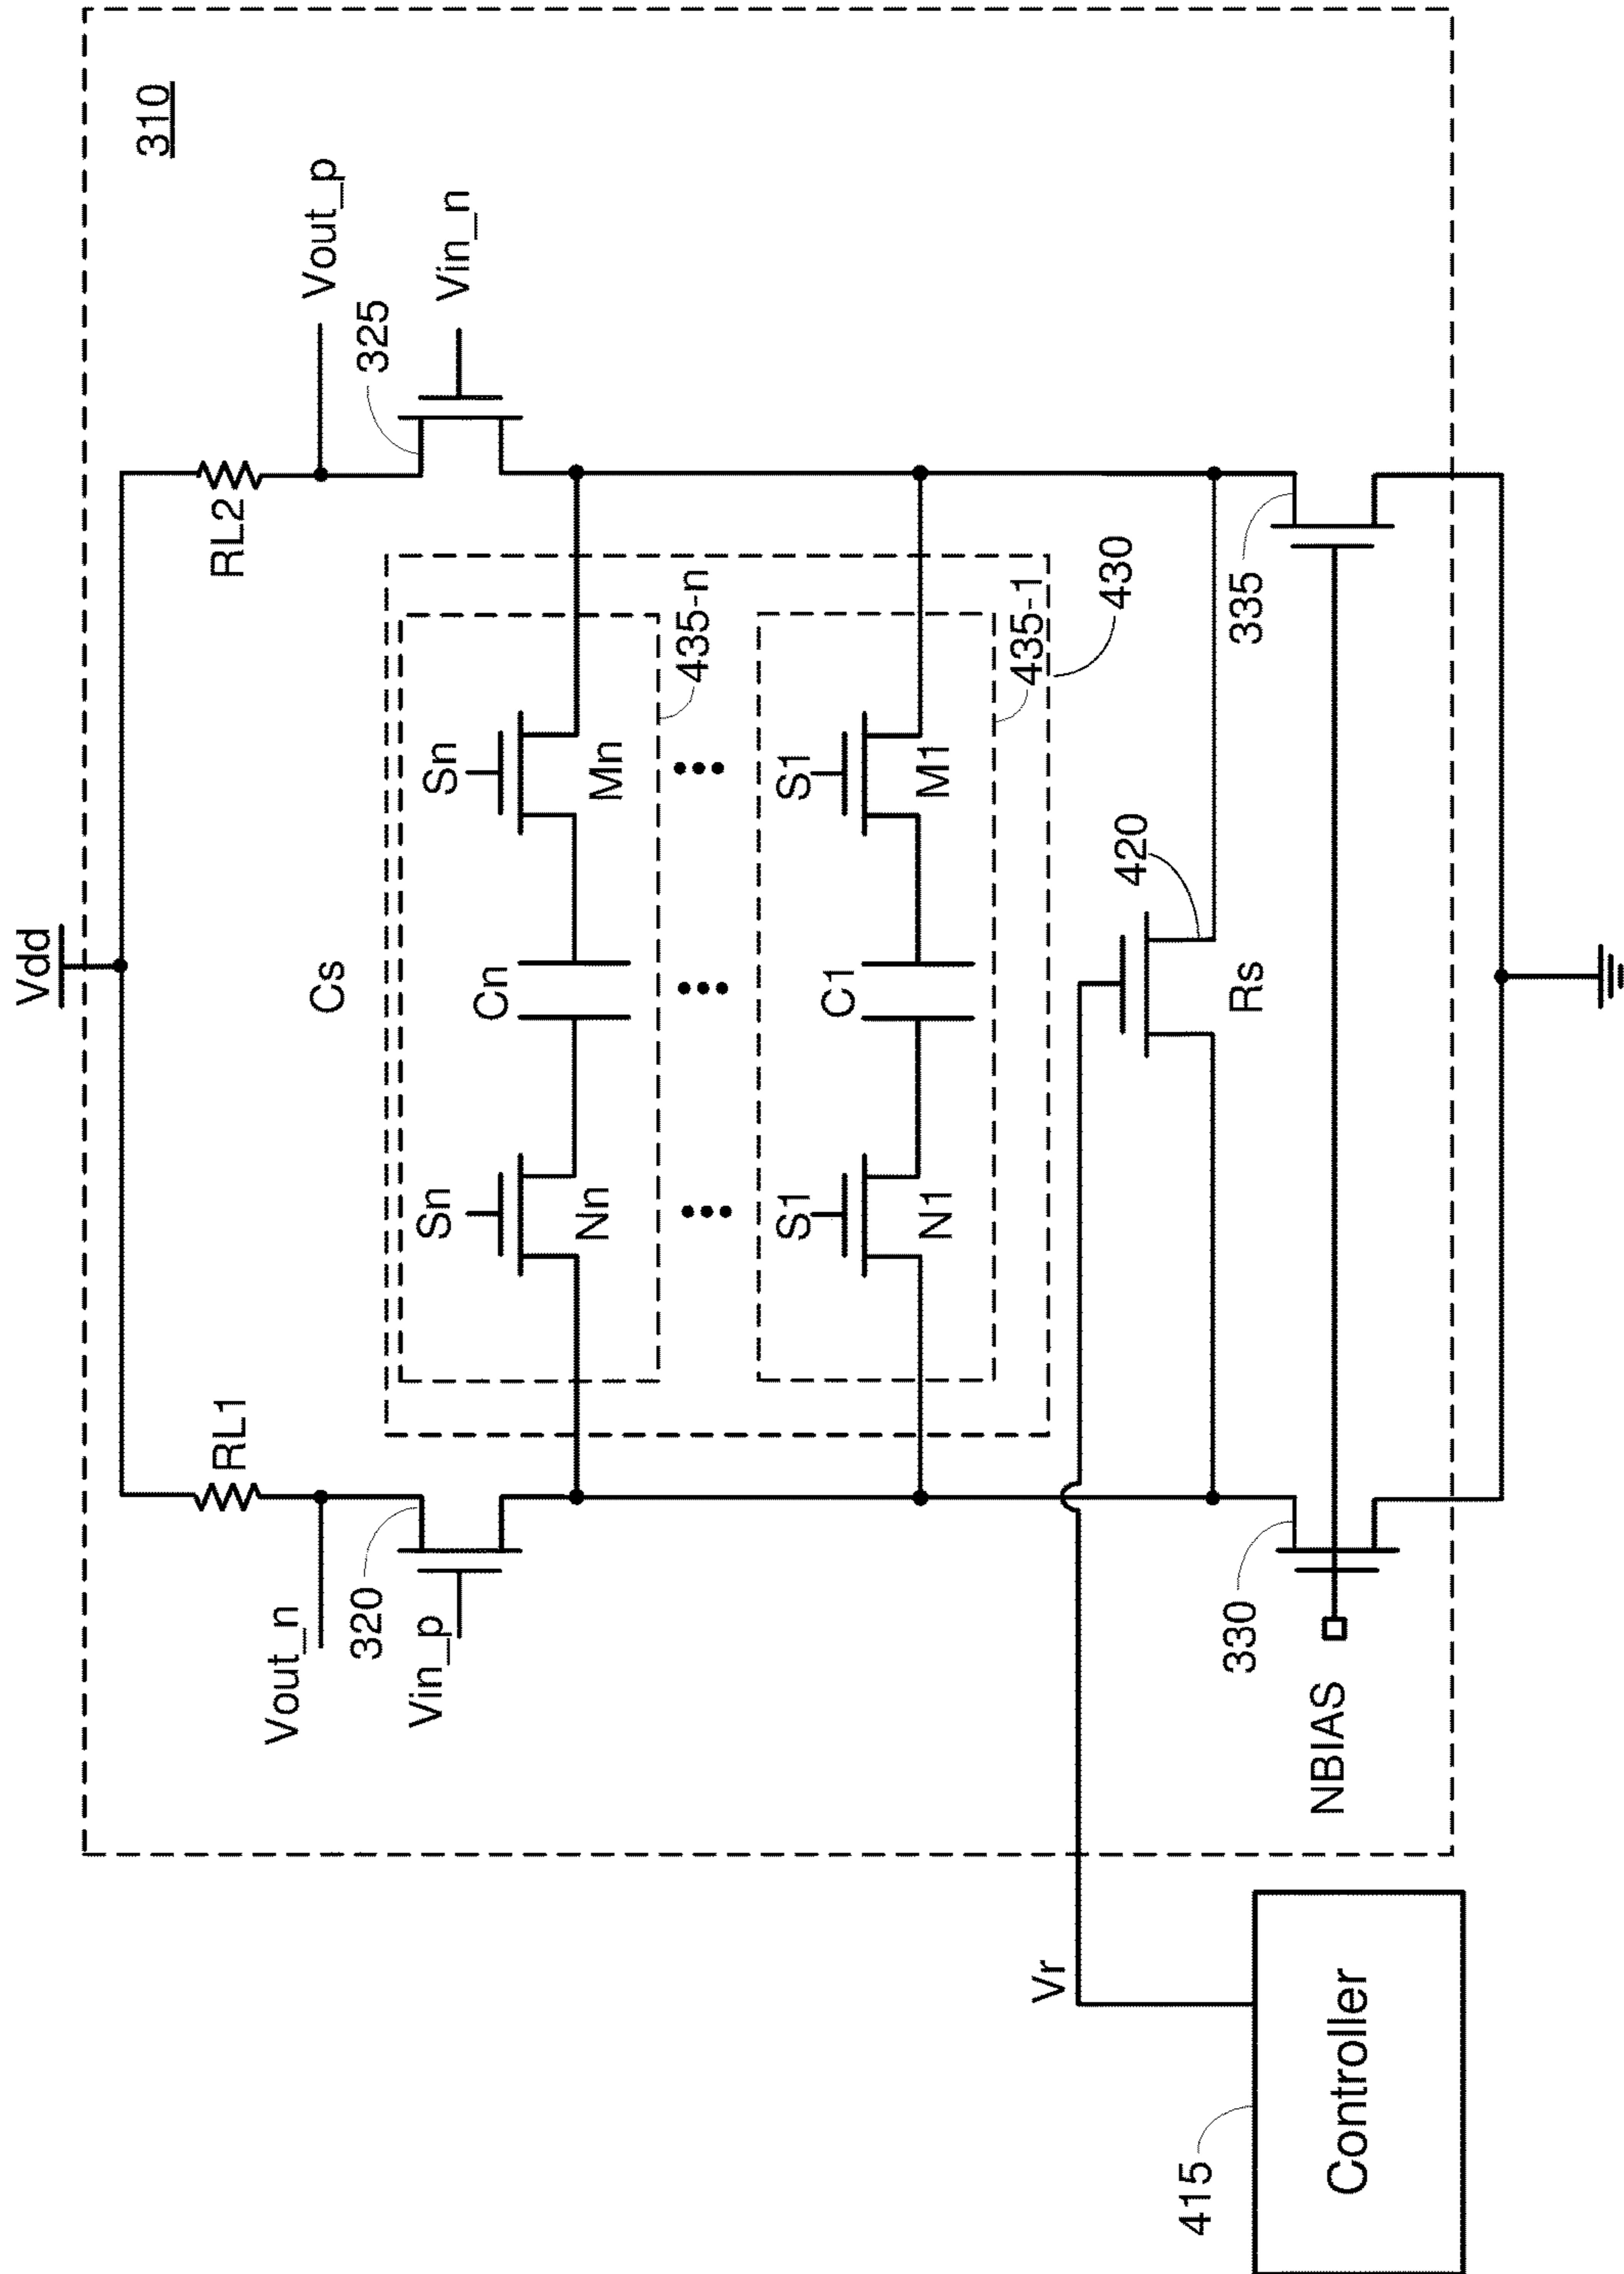 310
Vdd
RL1
RL2
Vout_n
Vout_p
320
325
Vin_p
Vin_n
Cs
Sn
Cn
Sn
Nn
Mn
435-n
S1
C1
S1
N1
M1
435-1
430
Vr
420
Rs
330
335
NBIAS
415
Controller